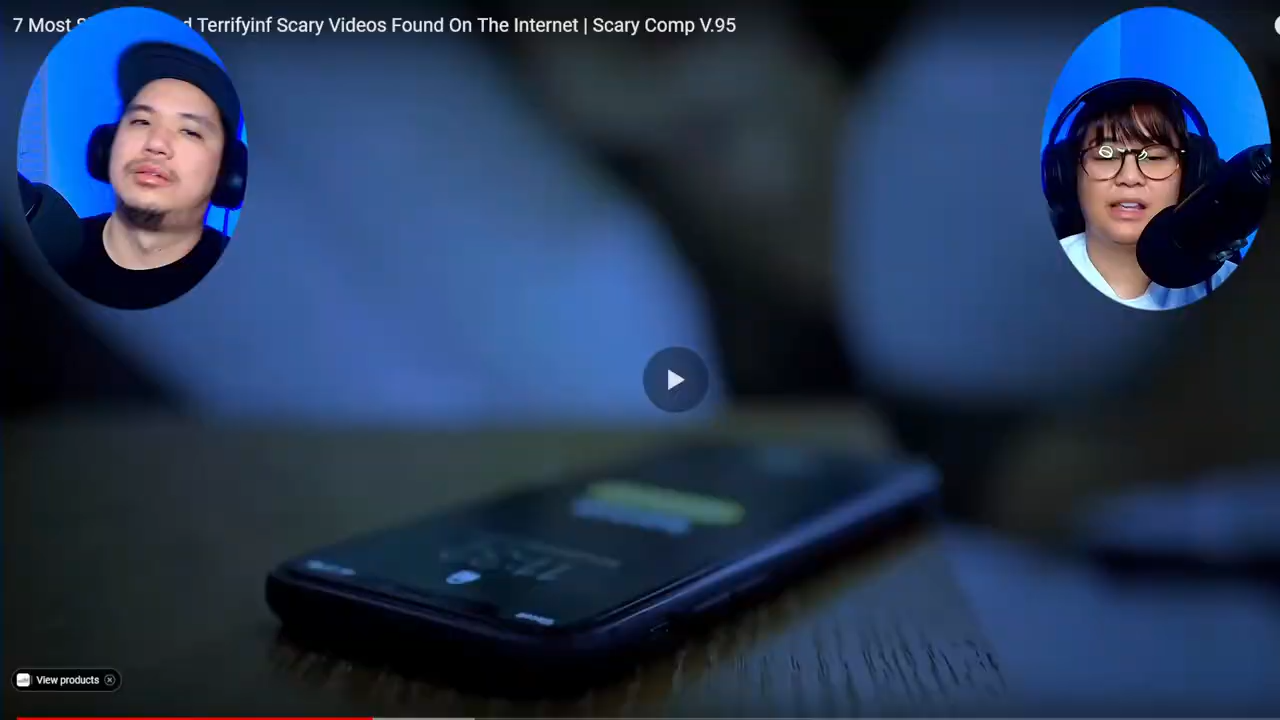 7 Most S d Terrifyinf Scary Videos Found On The Internet | Scary Comp V.95
View products